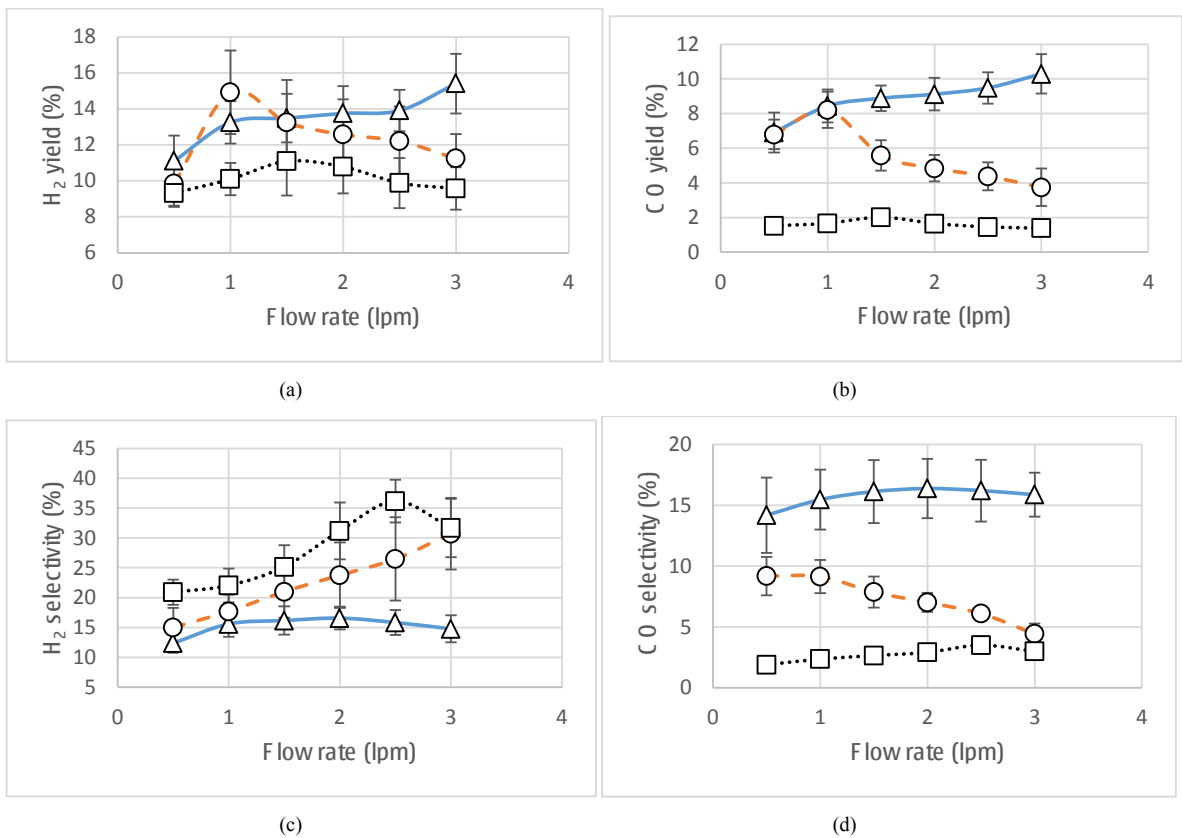 18
16
14
12
10
8
6
H2 yield (%)
0 1 2 3 4
Flow rate (lpm)
(a)
12
10
8
6
4
2
0
CO yield (%)
0 1 2 3 4
Flow rate (lpm)
(b)
45
40
35
30
25
20
15
10
5
H2 selectivity (%)
0 1 2 3 4
Flow rate (lpm)
(c)
20
15
10
5
0
CO selectivity (%)
0 1 2 3 4
Flow rate (lpm)
(d)